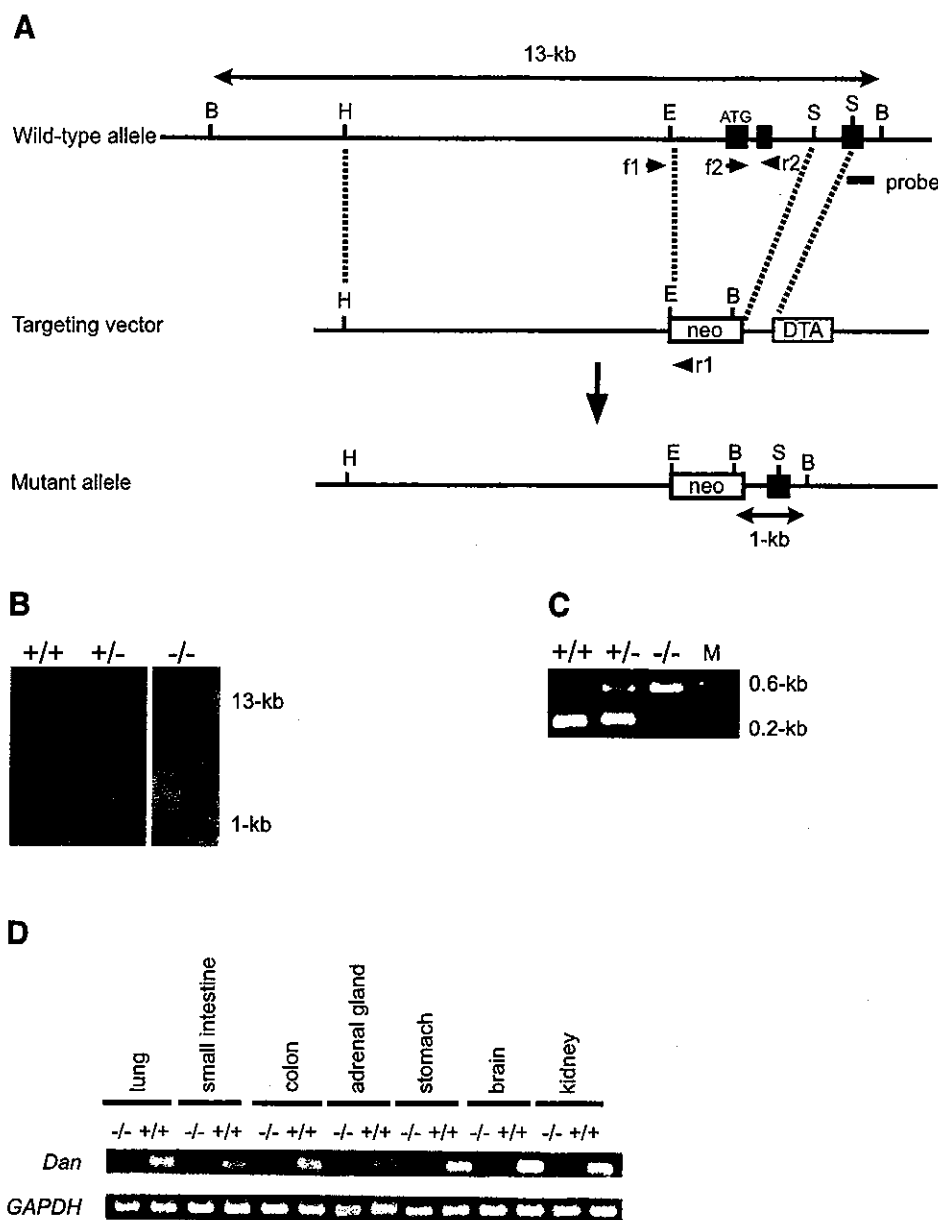 A
13-kb
B H E ATG S S B
Wild-type allele
f1 f2 r2
probe
H E B
Targeting vector
neo DTA
r1
H E B S B
Mutant allele
neo
1-kb
B
+/+ +/- -/-
13-kb
1-kb
C
+/+ +/- -/- M
0.6-kb
0.2-kb
D
lung
small intestine
colon
adrenal gland
stomach
brain
kidney
-/- +/+ -/- +/+ -/- +/+ -/- +/+ -/- +/+ -/- +/+ -/- +/+
Dan
GAPDH